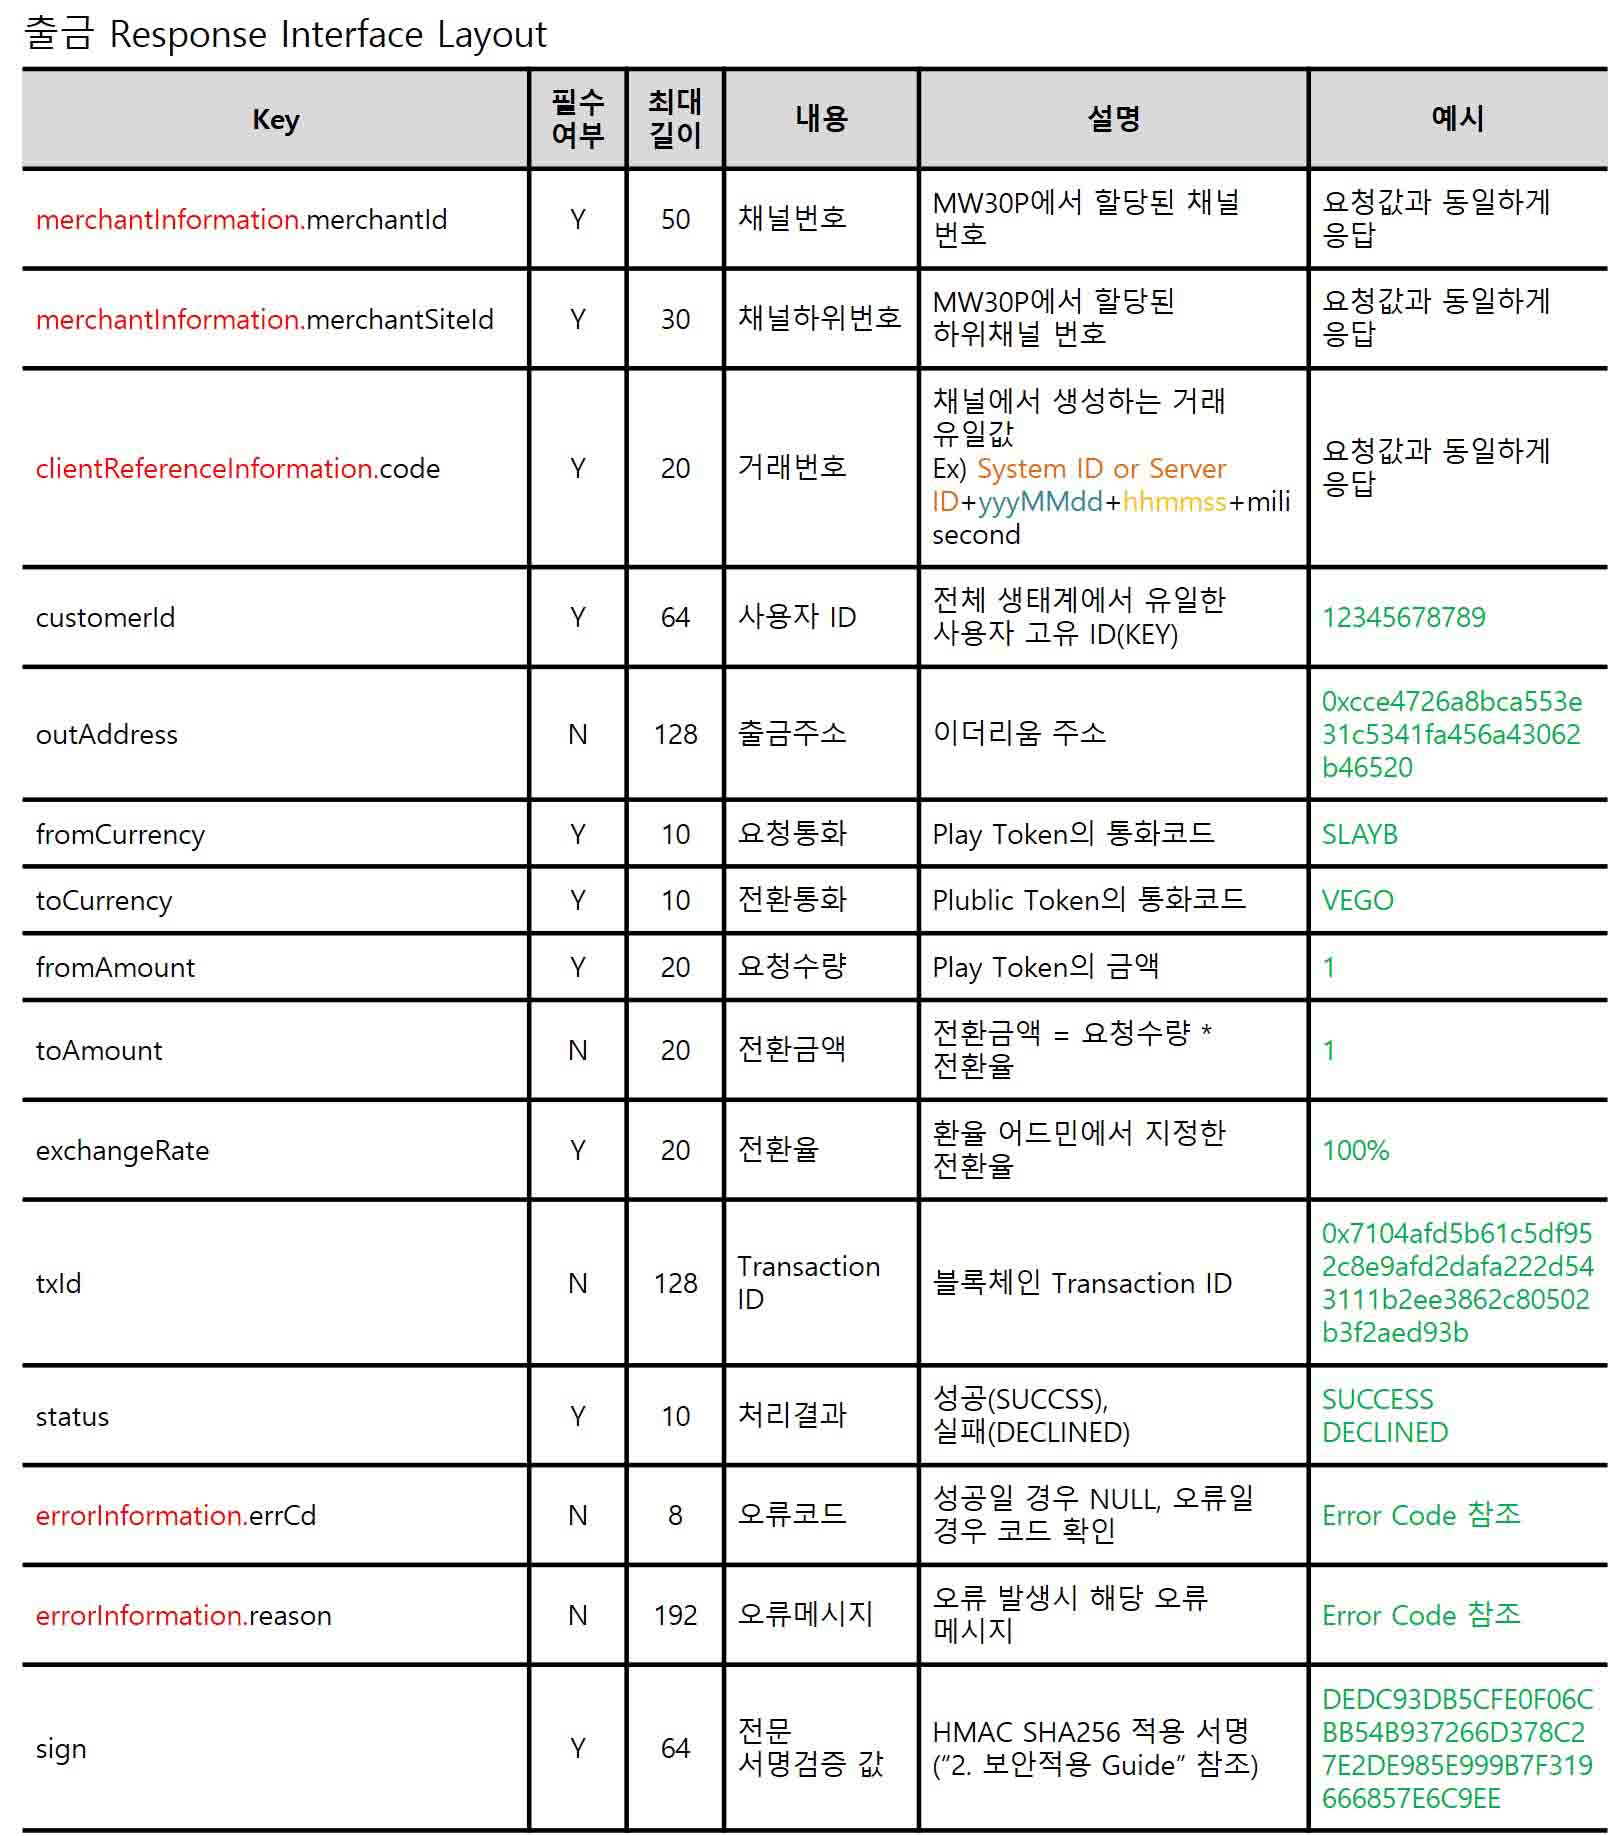 출금 Response Interface Layout
Key
필수
여부
최대
길이
내용
설명
예시
merchantInformation.merchantId
Y
50
채널번호
MW30P에서 할당된 채널
번호
요청값과 동일하게
응답
merchantInformation.merchantSiteId
Y
30
채널하위번호
MW30P에서 할당된
하위채널 번호
요청값과 동일하게
응답
clientReferenceInformation.code
Y
20
거래번호
채널에서 생성하는 거래
유일값
Ex) System ID or Server
ID+yyyMMdd+hhmmss+mili
second
요청값과 동일하게
응답
customerId
Y
64
사용자 ID
전체 생태계에서 유일한
사용자 고유 ID(KEY)
12345678789
outAddress
N
128
출금주소
이더리움 주소
0xcce4726a8bca553e
31c5341fa456a43062
b46520
fromCurrency
Y
10
요청통화
Play Token의 통화코드
SLAYB
toCurrency
Y
10
전환통화
Plublic Token의 통화코드
VEGO
fromAmount
Y
20
요청수량
Play Token의 금액
1
toAmount
N
20
전환금액
전환금액 = 요청수량 *
전환율
1
exchangeRate
Y
20
전환율
환율 어드민에서 지정한
전환율
100%
txId
N
128
Transaction
ID
블록체인 Transaction ID
0x7104afd5b61c5df95
2c8e9afd2dafa222d54
3111b2ee3862c80502
b3f2aed93b
status
Y
10
처리결과
성공(SUCCSS),
실패(DECLINED)
SUCCESS
DECLINED
errorInformation.errCd
N
8
오류코드
성공일 경우 NULL, 오류일
경우 코드 확인
Error Code 참조
errorInformation.reason
N
192
오류메시지
오류 발생시 해당 오류
메시지
Error Code 참조
sign
Y
64
전문
서명검증 값
HMAC SHA256 적용 서명
(“2. 보안적용 Guide” 참조)
DEDC93DB5CFE0F06C
BB54B937266D378C2
7E2DE985E999B7F319
666857E6C9EE